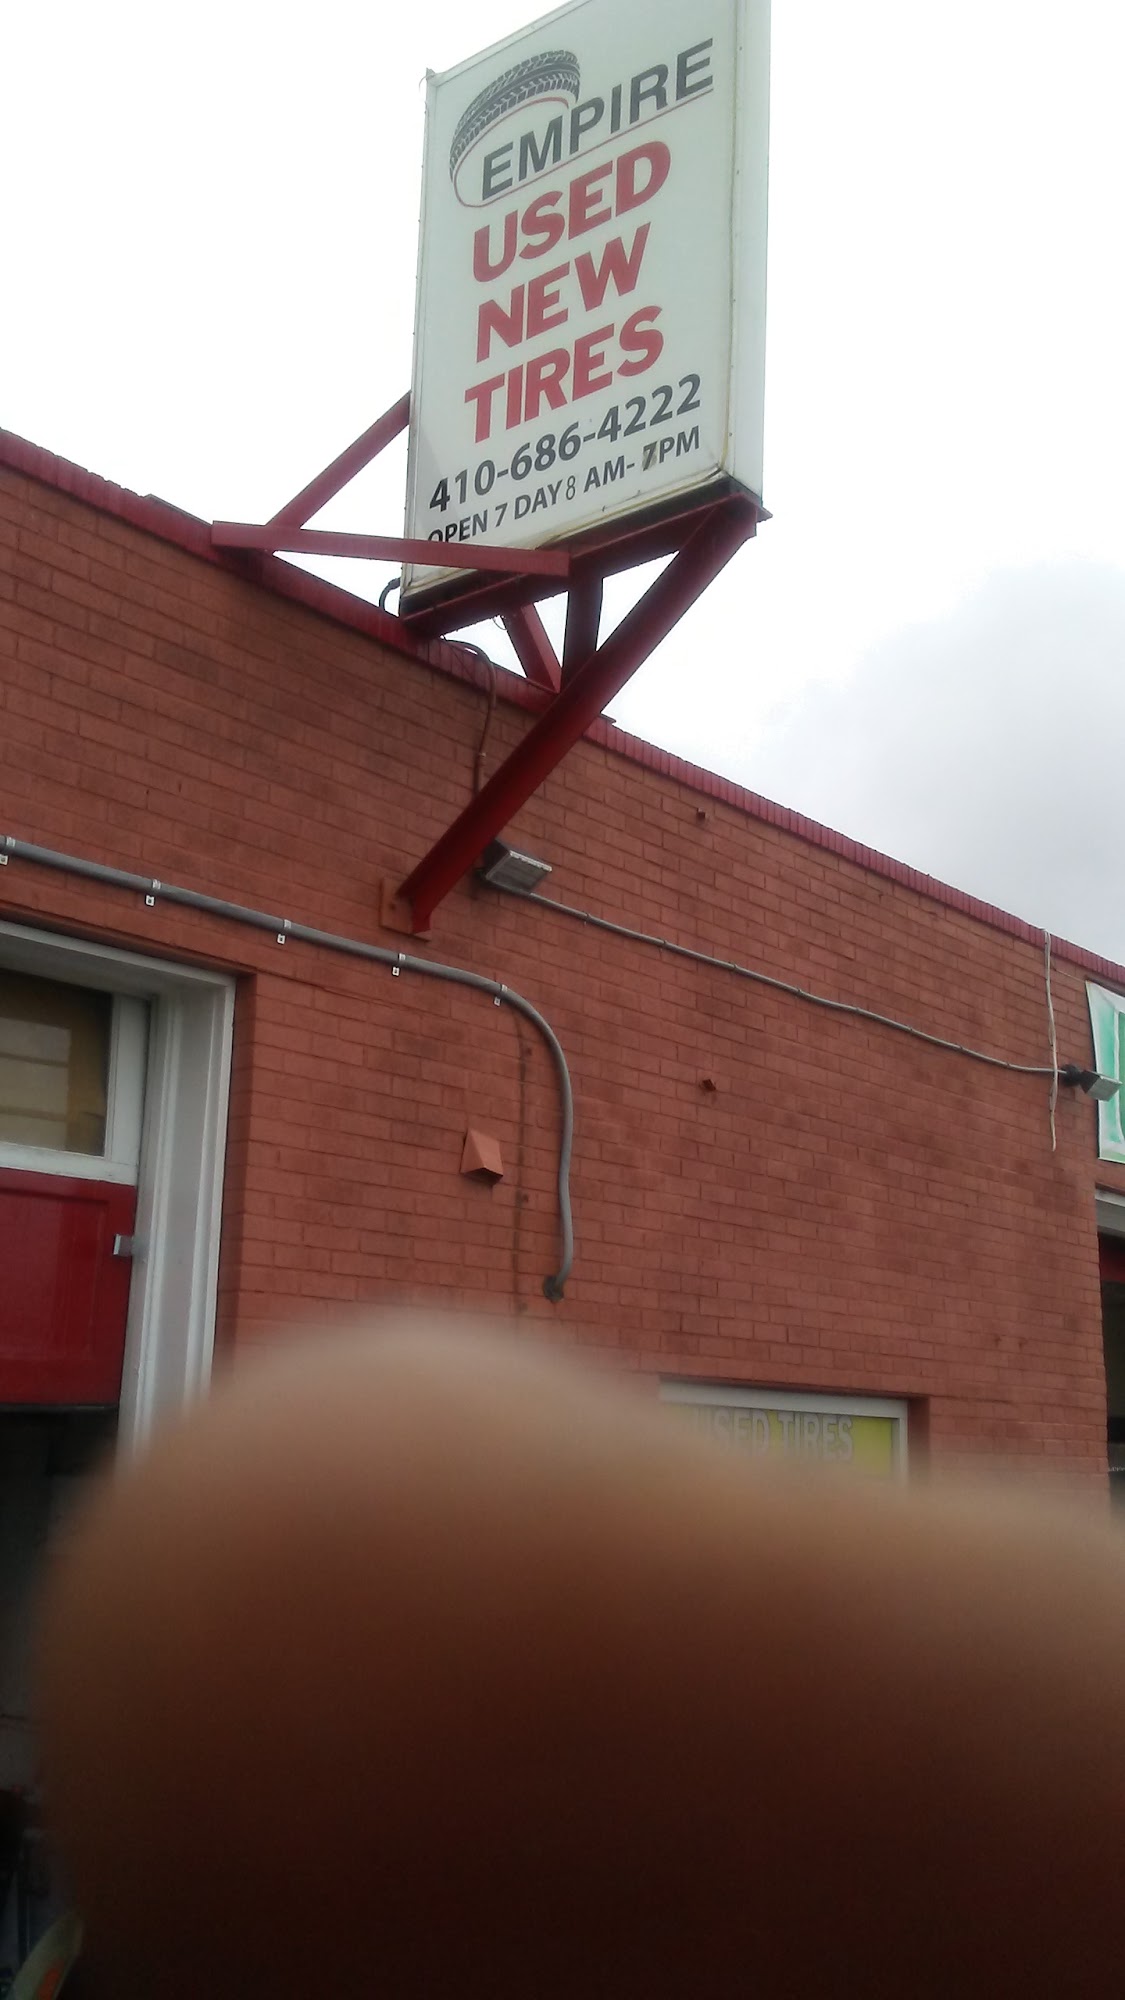 EMPIRE
USED
NEW
TIRES
410-686-4222
OPEN 7 DAY 8 AM- 7PM
USED TIRES